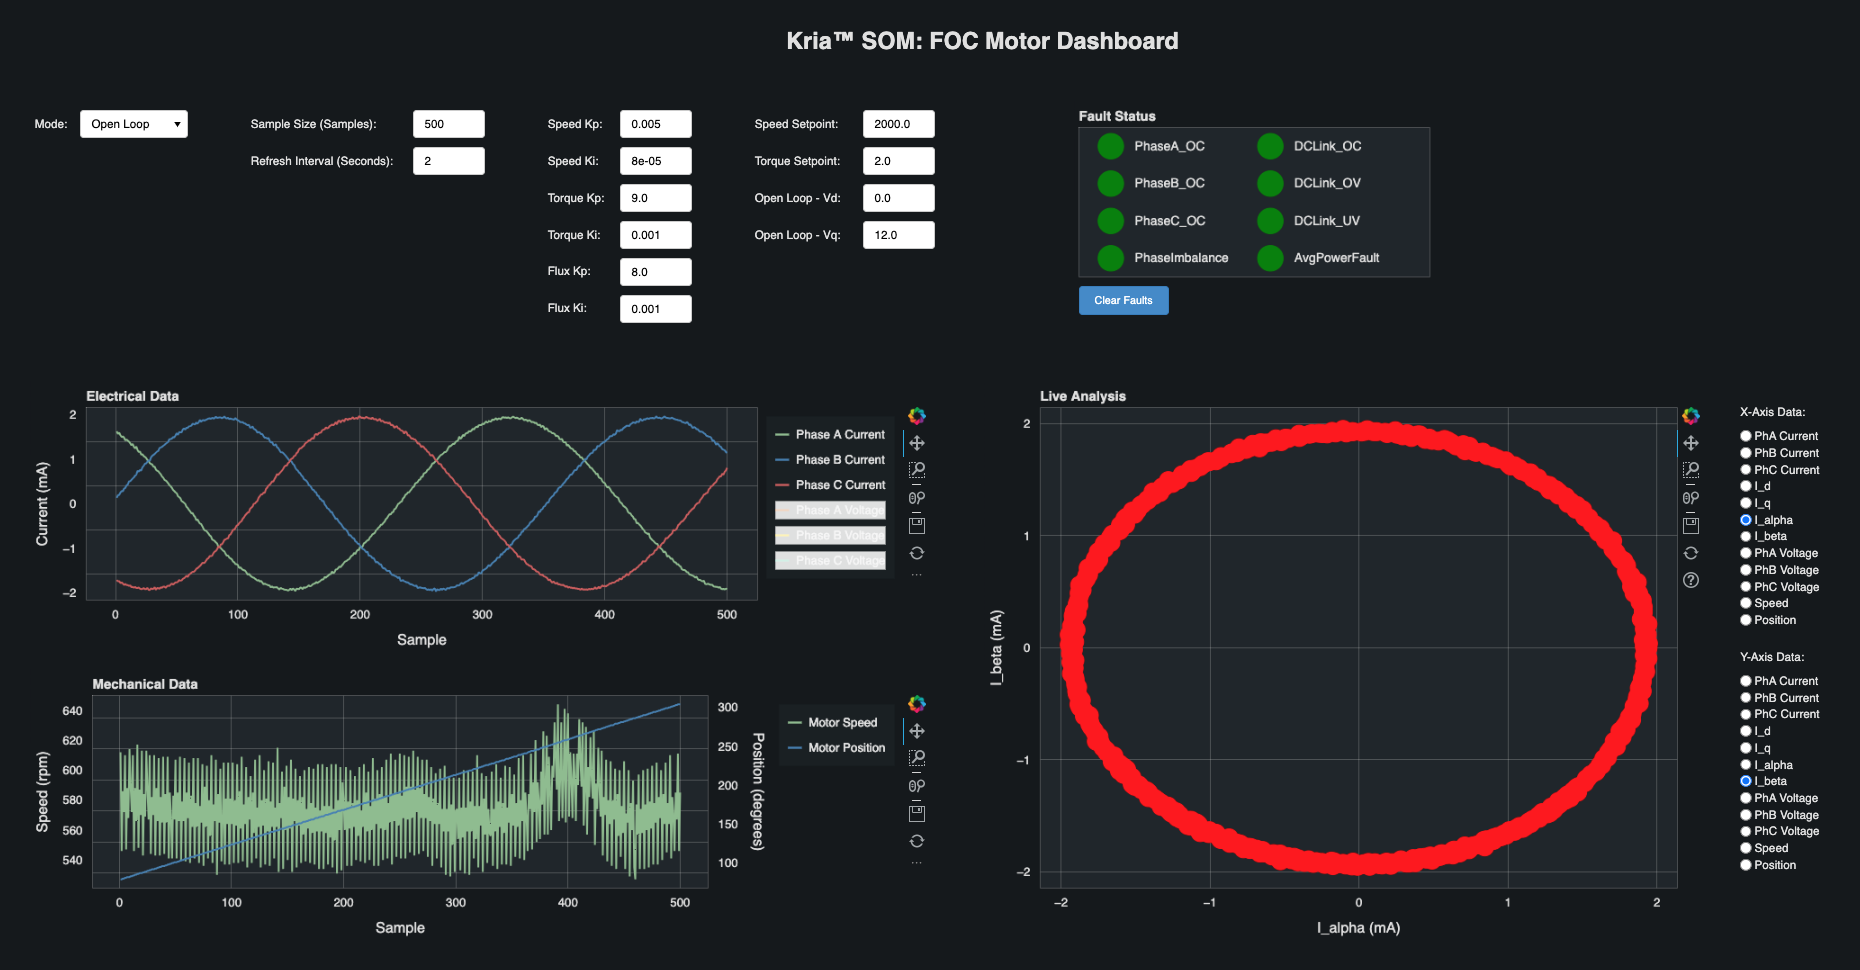 Kria™ SOM: FOC Motor Dashboard
Mode: Open Loop
Sample Size (Samples): 500
Refresh Interval (Seconds): 2
Speed Kp: 0.005
Speed Ki: 8e-05
Torque Kp: 9.0
Torque Ki: 0.001
Flux Kp: 8.0
Flux Ki: 0.001
Speed Setpoint: 2000.0
Torque Setpoint: 2.0
Open Loop - Vd: 0.0
Open Loop - Vq: 12.0
Fault Status
PhaseA_OC DCLink_OC
PhaseB_OC DCLink_OV
PhaseC_OC DCLink_UV
PhaseImbalance AvgPowerFault
Clear Faults
Electrical Data
Current (mA)
2
1
0
−1
−2
0 100 200 300 400 500
Sample
Phase A Current
Phase B Current
Phase C Current
Phase A Voltage
Phase B Voltage
Phase C Voltage
Mechanical Data
Speed (rpm)
640
620
600
580
560
540
0 100 200 300 400 500
Sample
300
250
200
150
100
Position (degrees)
Motor Speed
Motor Position
Live Analysis
I_beta (mA)
2
1
0
−1
−2
−2 −1 0 1 2
I_alpha (mA)
X-Axis Data:
PhA Current
PhB Current
PhC Current
I_d
I_q
I_alpha
I_beta
PhA Voltage
PhB Voltage
PhC Voltage
Speed
Position
Y-Axis Data:
PhA Current
PhB Current
PhC Current
I_d
I_q
I_alpha
I_beta
PhA Voltage
PhB Voltage
PhC Voltage
Speed
Position